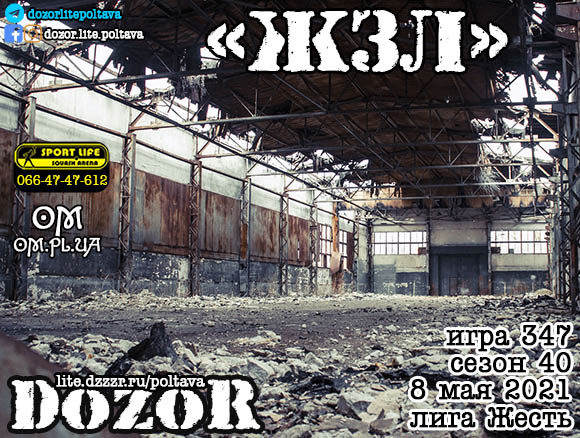 dozorlitepoltava
dozor.lite.poltava
«ЖЗЛ»
SPORT LIFE
SQUASH ARENA
066-47-47-612
ОМ
OM.PL.UA
игра 347
сезон 40
8 мая 2021
лига Жесть
lite.dzzzr.ru/poltava
DozoR